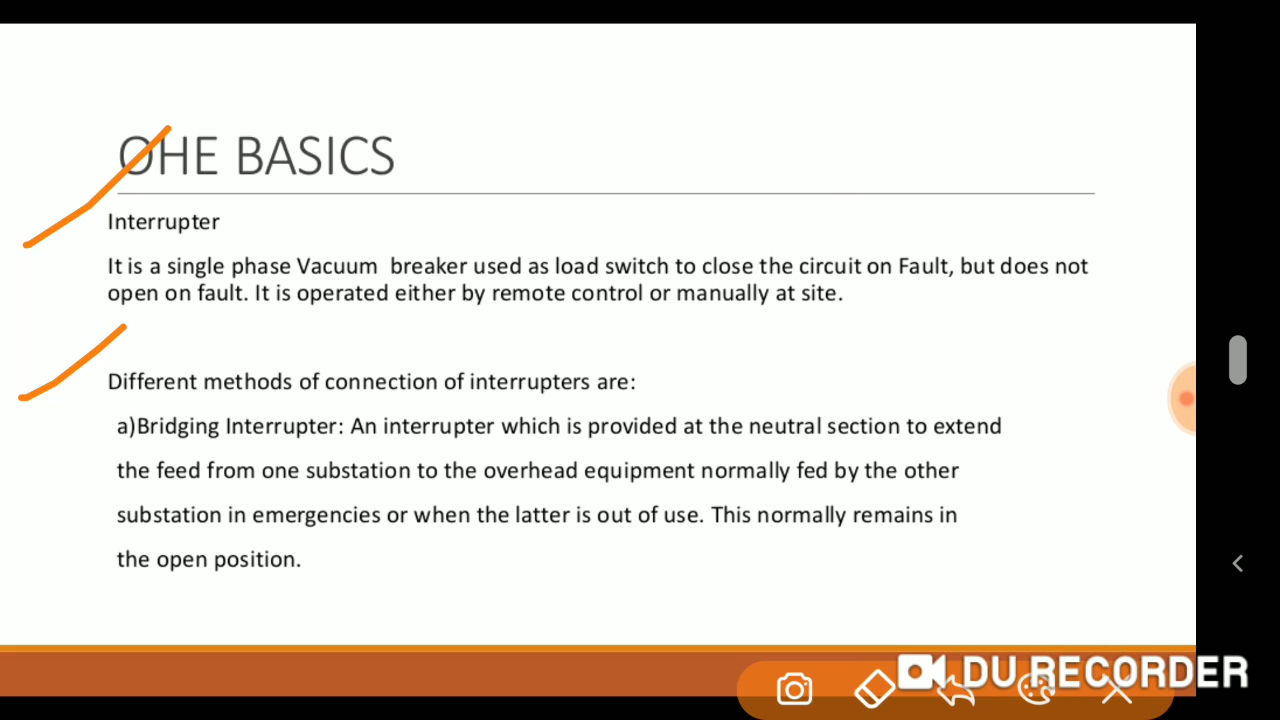 OHE BASICS
Interrupter
It is a single phase Vacuum breaker used as load switch to close the circuit on Fault, but does not
open on fault. It is operated either by remote control or manually at site.
Different methods of connection of interrupters are:
a)Bridging Interrupter: An interrupter which is provided at the neutral section to extend
the feed from one substation to the overhead equipment normally fed by the other
substation in emergencies or when the latter is out of use. This normally remains in
the open position.
DU RECORDER